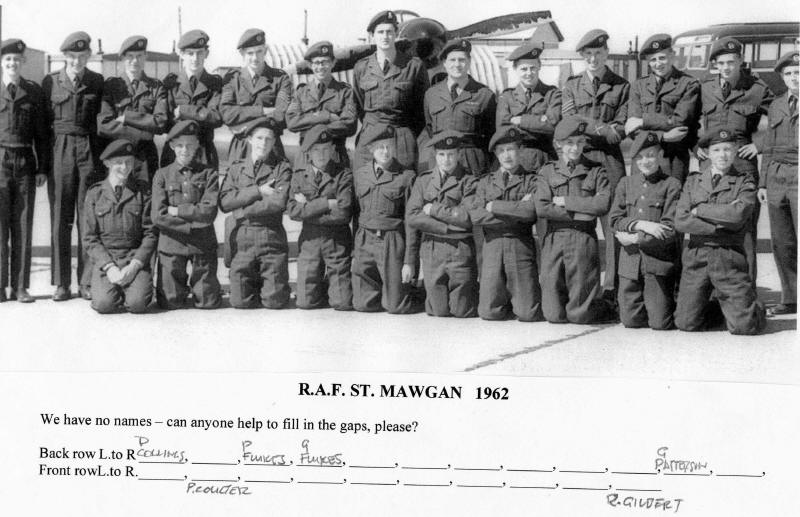 R.A.F. ST. MAWGAN 1962
We have no names – can anyone help to fill in the gaps, please?
P P G G
Back row L.to R COLLINGS, ______, FLUKES, FLUKES, ______, ______, ______, ______, ______, ______, PATTERSON, ______,
Front rowL.to R. ______, ______, ______, ______, ______, ______, ______, ______, ______, ______
P. COULTER R. GILBERT